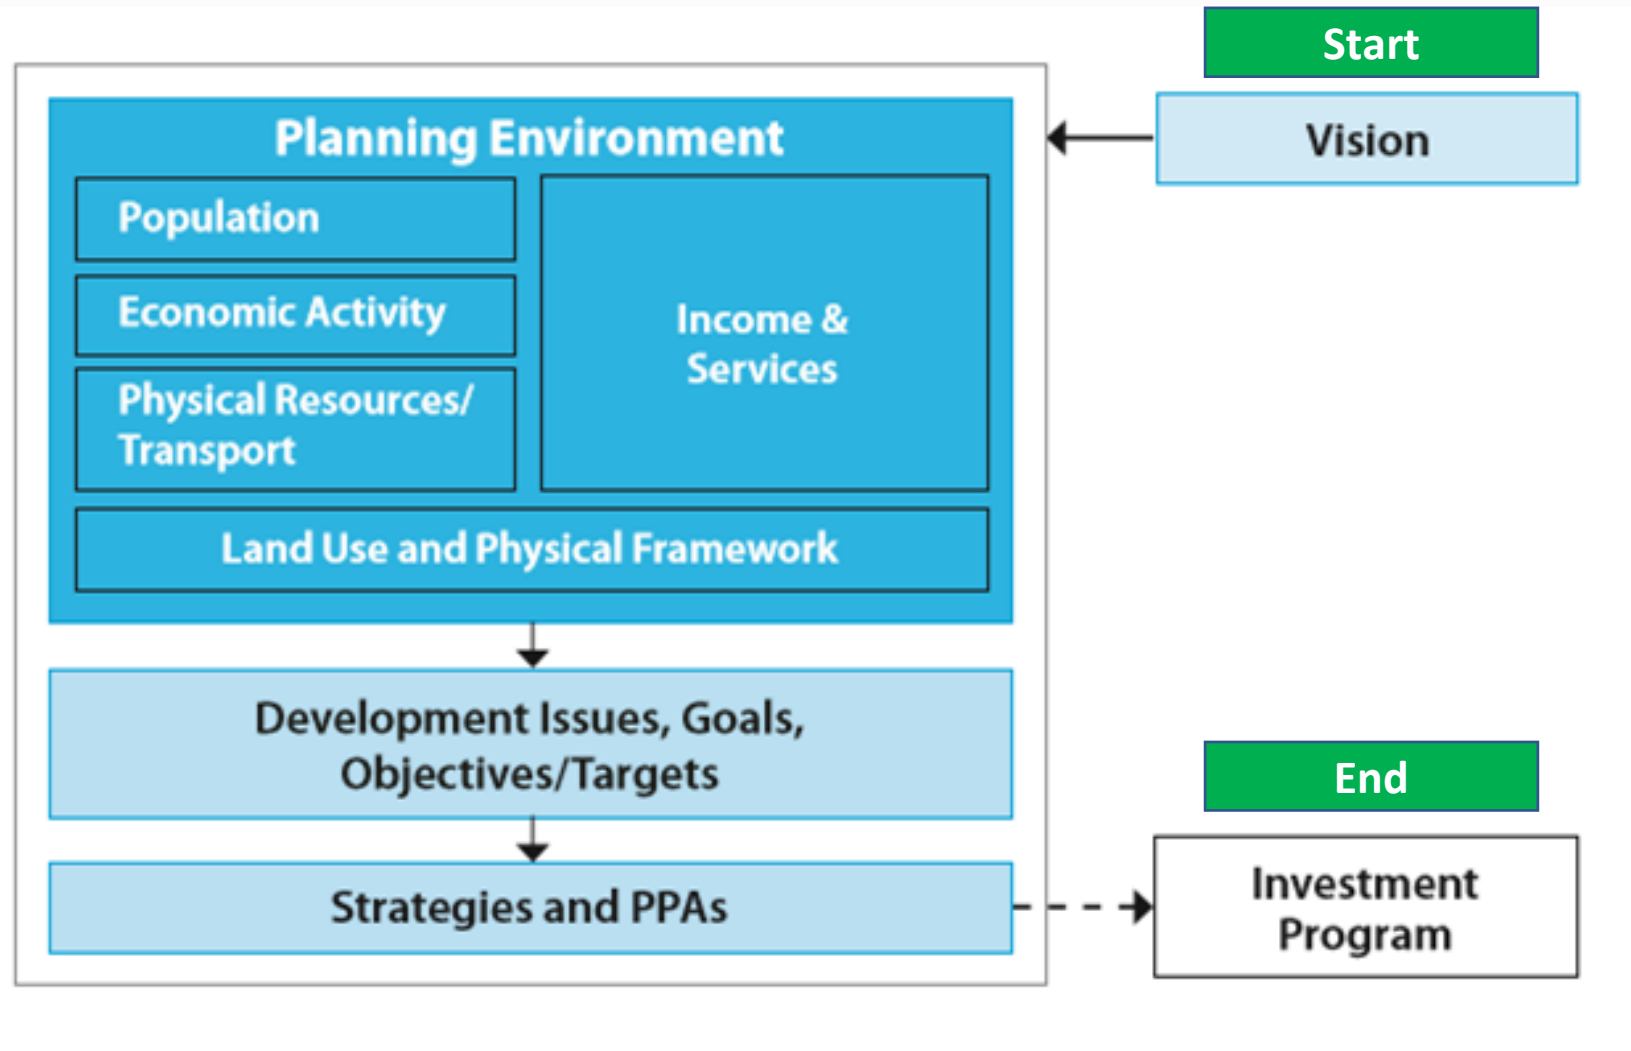 Start
Vision
Planning Environment
Population
Economic Activity
Physical Resources/
Transport
Income &
Services
Land Use and Physical Framework
Development Issues, Goals,
Objectives/Targets
Strategies and PPAs
End
Investment
Program